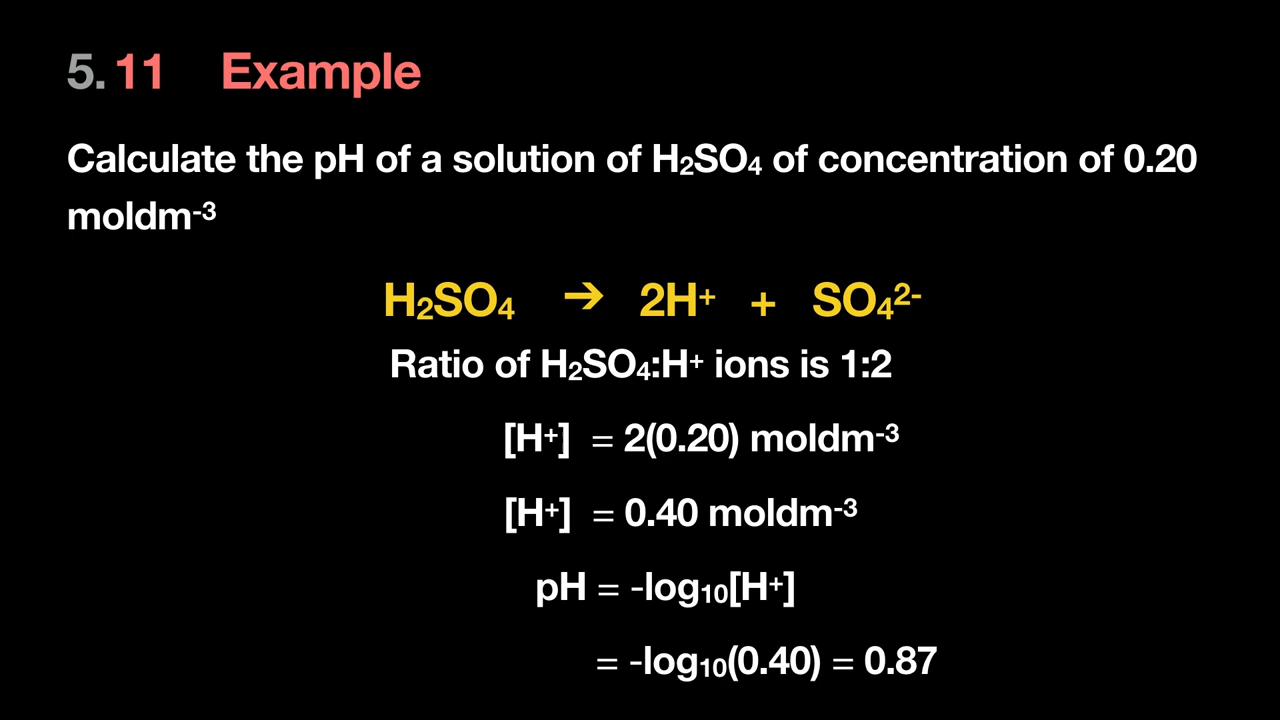 5.11 Example
Calculate the pH of a solution of H₂SO₄ of concentration of 0.20
moldm⁻³
H₂SO₄ ➔ 2H⁺ + SO₄²⁻
Ratio of H₂SO₄:H⁺ ions is 1:2
[H⁺] = 2(0.20) moldm⁻³
[H⁺] = 0.40 moldm⁻³
pH = -log₁₀[H⁺]
= -log₁₀(0.40) = 0.87